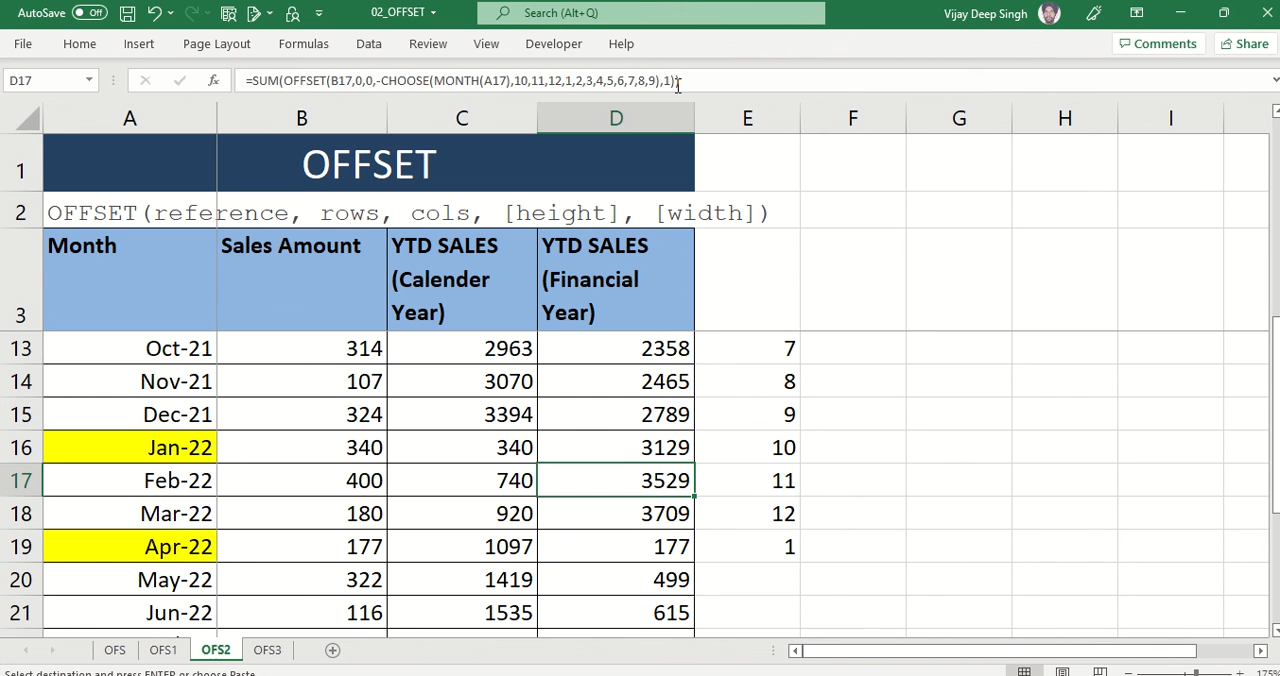 AutoSave Off 02_OFFSET Search (Alt+Q) Vijay Deep Singh
File Home Insert Page Layout Formulas Data Review View Developer Help Comments Share
D17 fx =SUM(OFFSET(B17,0,0,-CHOOSE(MONTH(A17),10,11,12,1,2,3,4,5,6,7,8,9),1))
A B C D E F G H I
1 OFFSET
2 OFFSET(reference, rows, cols, [height], [width])
Month Sales Amount YTD SALES YTD SALES
(Calender (Financial
3 Year) Year)
13 Oct-21 314 2963 2358 7
14 Nov-21 107 3070 2465 8
15 Dec-21 324 3394 2789 9
16 Jan-22 340 340 3129 10
17 Feb-22 400 740 3529 11
18 Mar-22 180 920 3709 12
19 Apr-22 177 1097 177 1
20 May-22 322 1419 499
21 Jun-22 116 1535 615
OFS OFS1 OFS2 OFS3
Select destination and press ENTER or choose Paste 175%